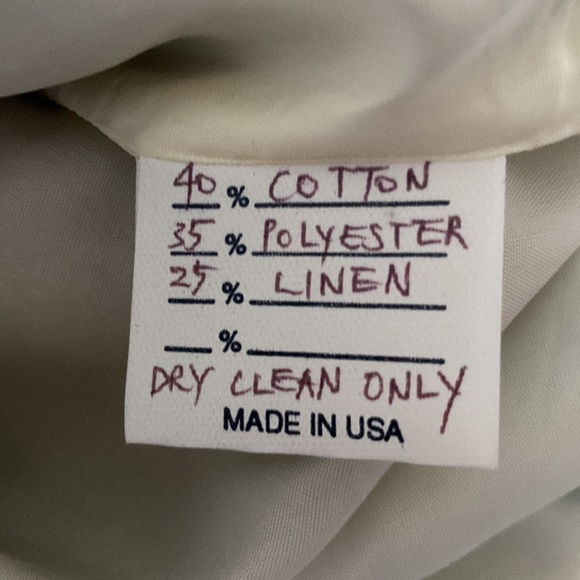 40 % COTTON
35 % POLYESTER
25 % LINEN
%
DRY CLEAN ONLY
MADE IN USA